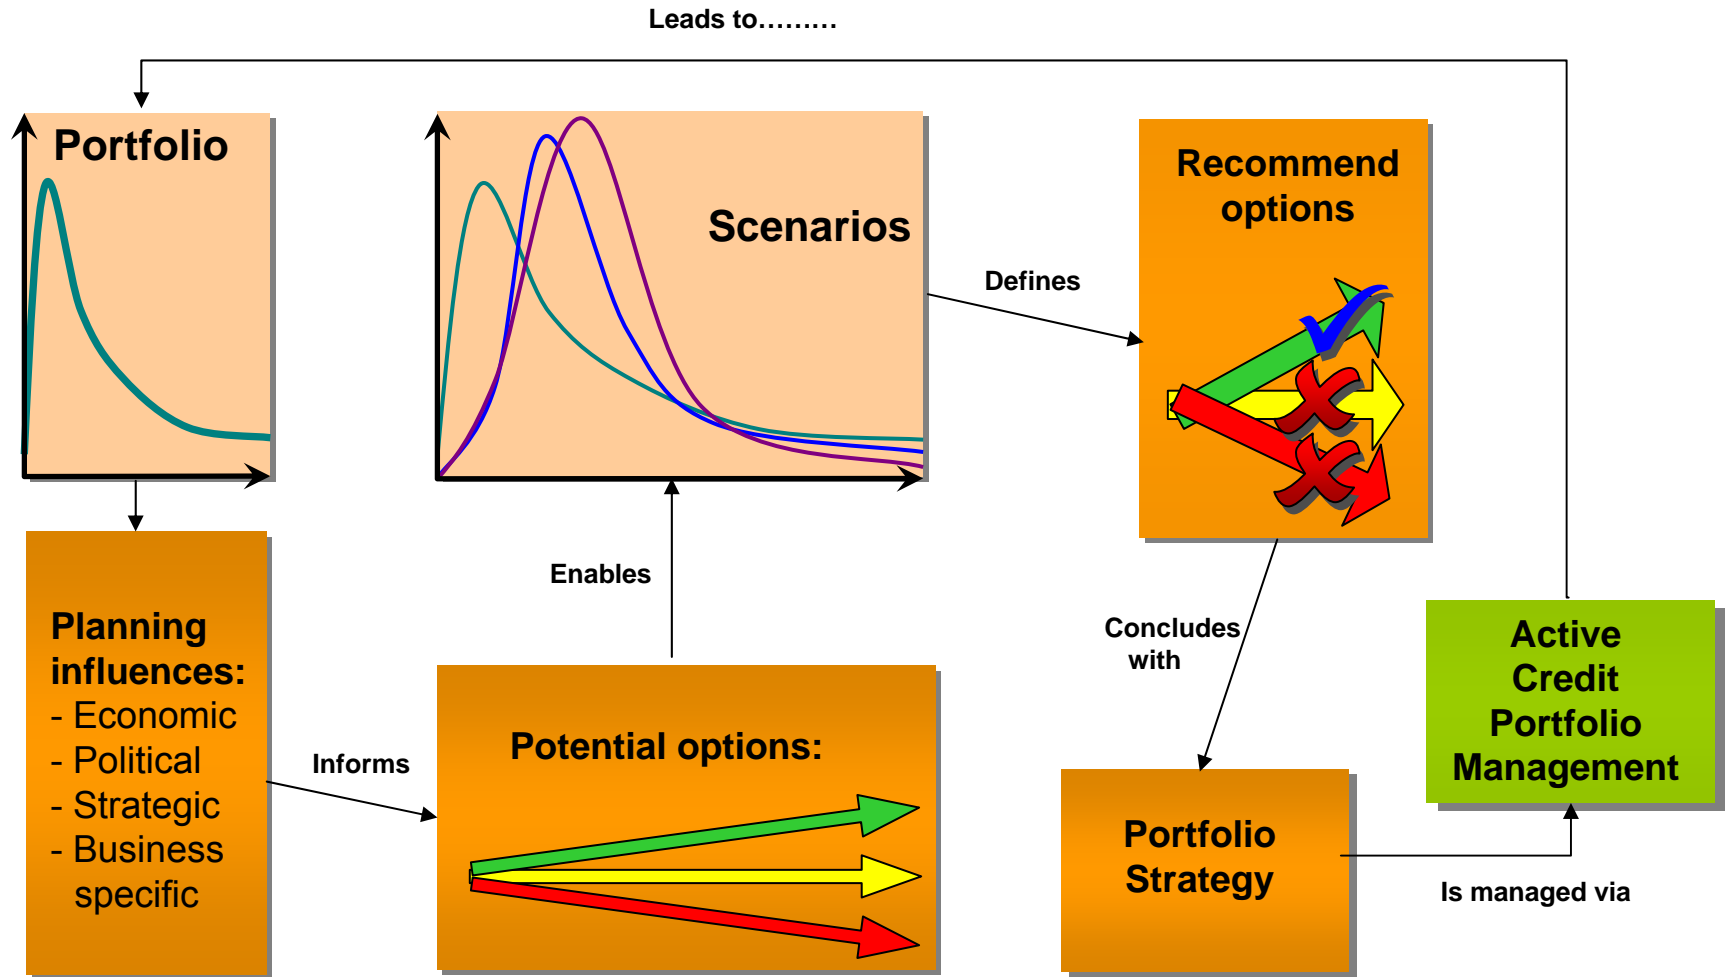 Leads to………
Portfolio
Scenarios
Recommend
options
Defines
Enables
Planning
influences:
- Economic
- Political
- Strategic
- Business
specific
Informs
Potential options:
Concludes
with
Portfolio
Strategy
Active
Credit
Portfolio
Management
Is managed via